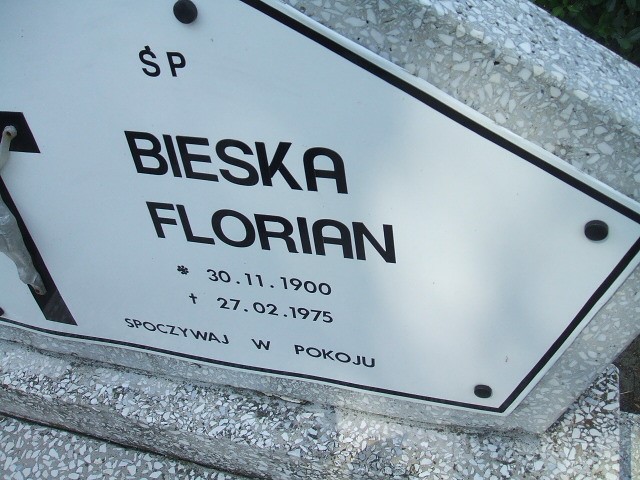 ŚP
BIESKA
FLORIAN
* 30.11.1900
† 27.02.1975
SPOCZYWAJ W POKOJU